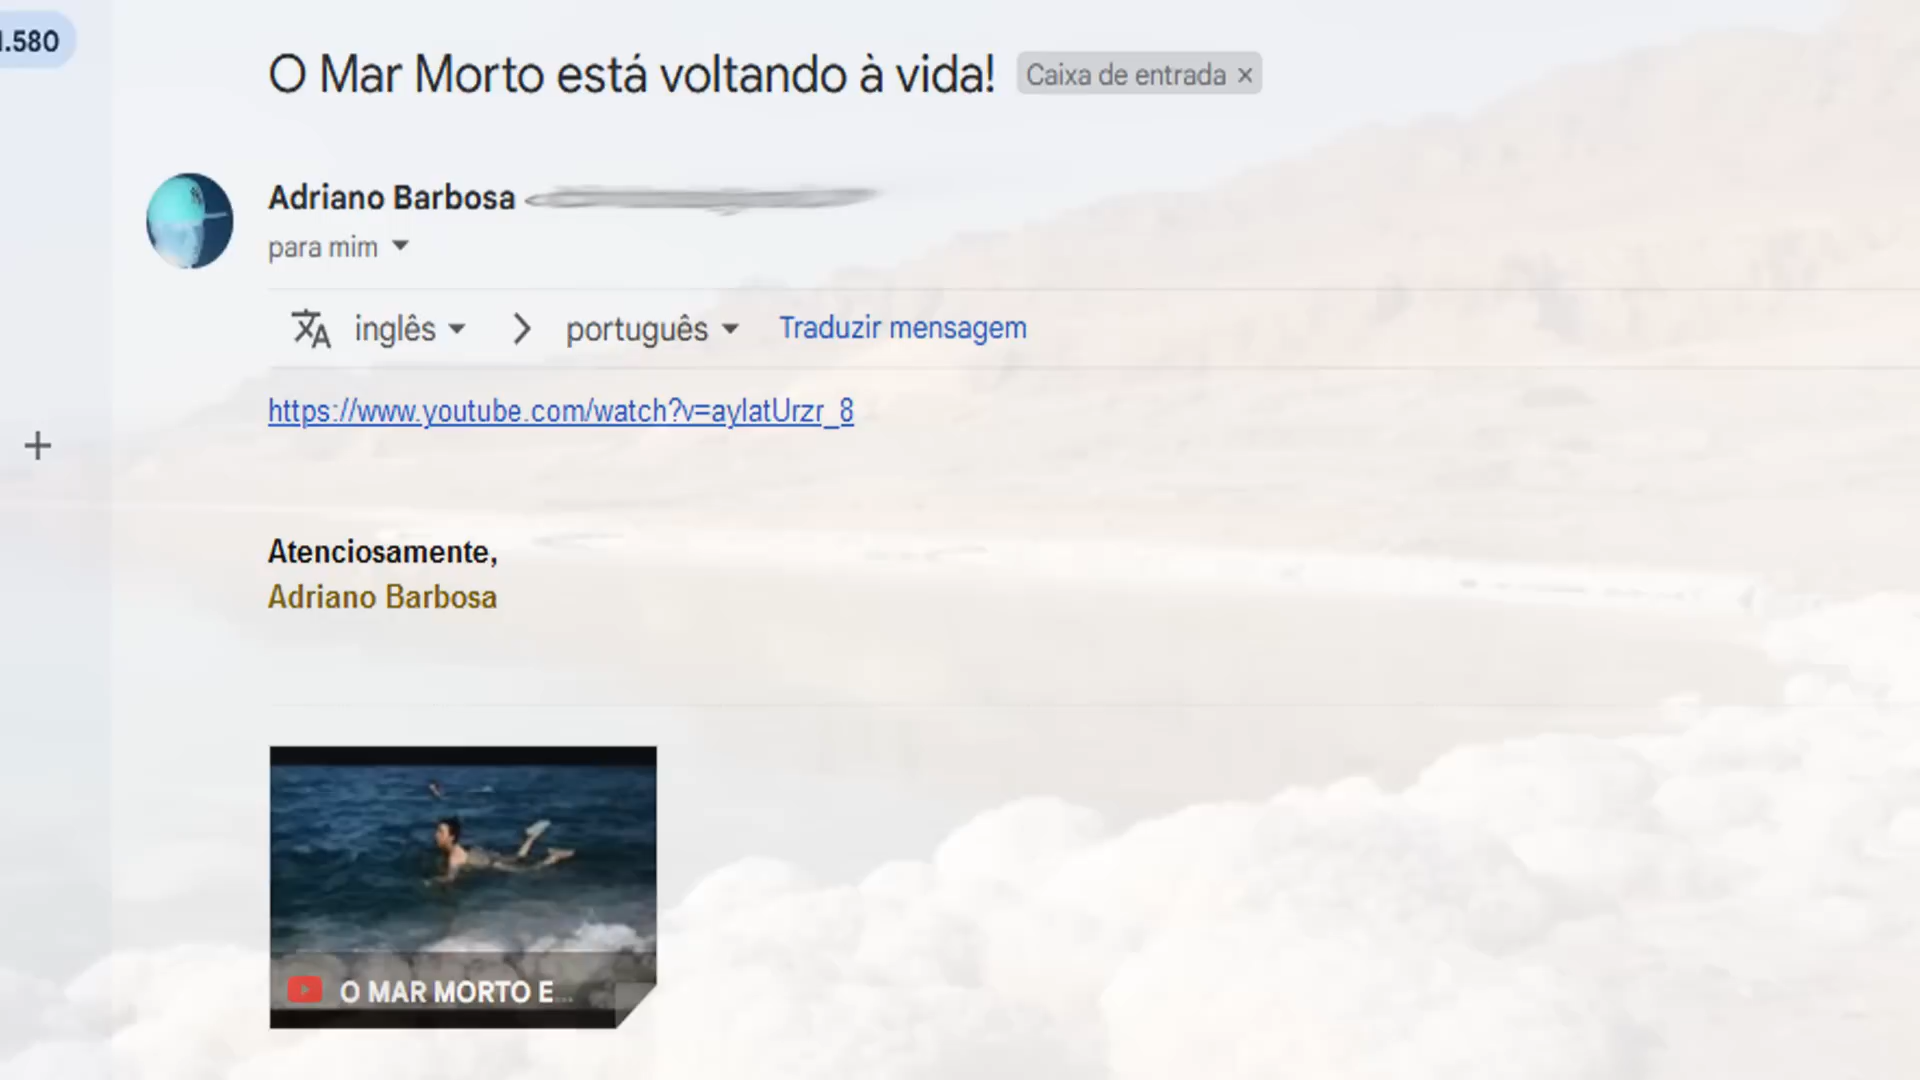 1.580
O Mar Morto está voltando à vida! Caixa de entrada ×
Adriano Barbosa
para mim
inglês > português Traduzir mensagem
https://www.youtube.com/watch?v=aylatUrzr_8
Atenciosamente,
Adriano Barbosa
O MAR MORTO E...